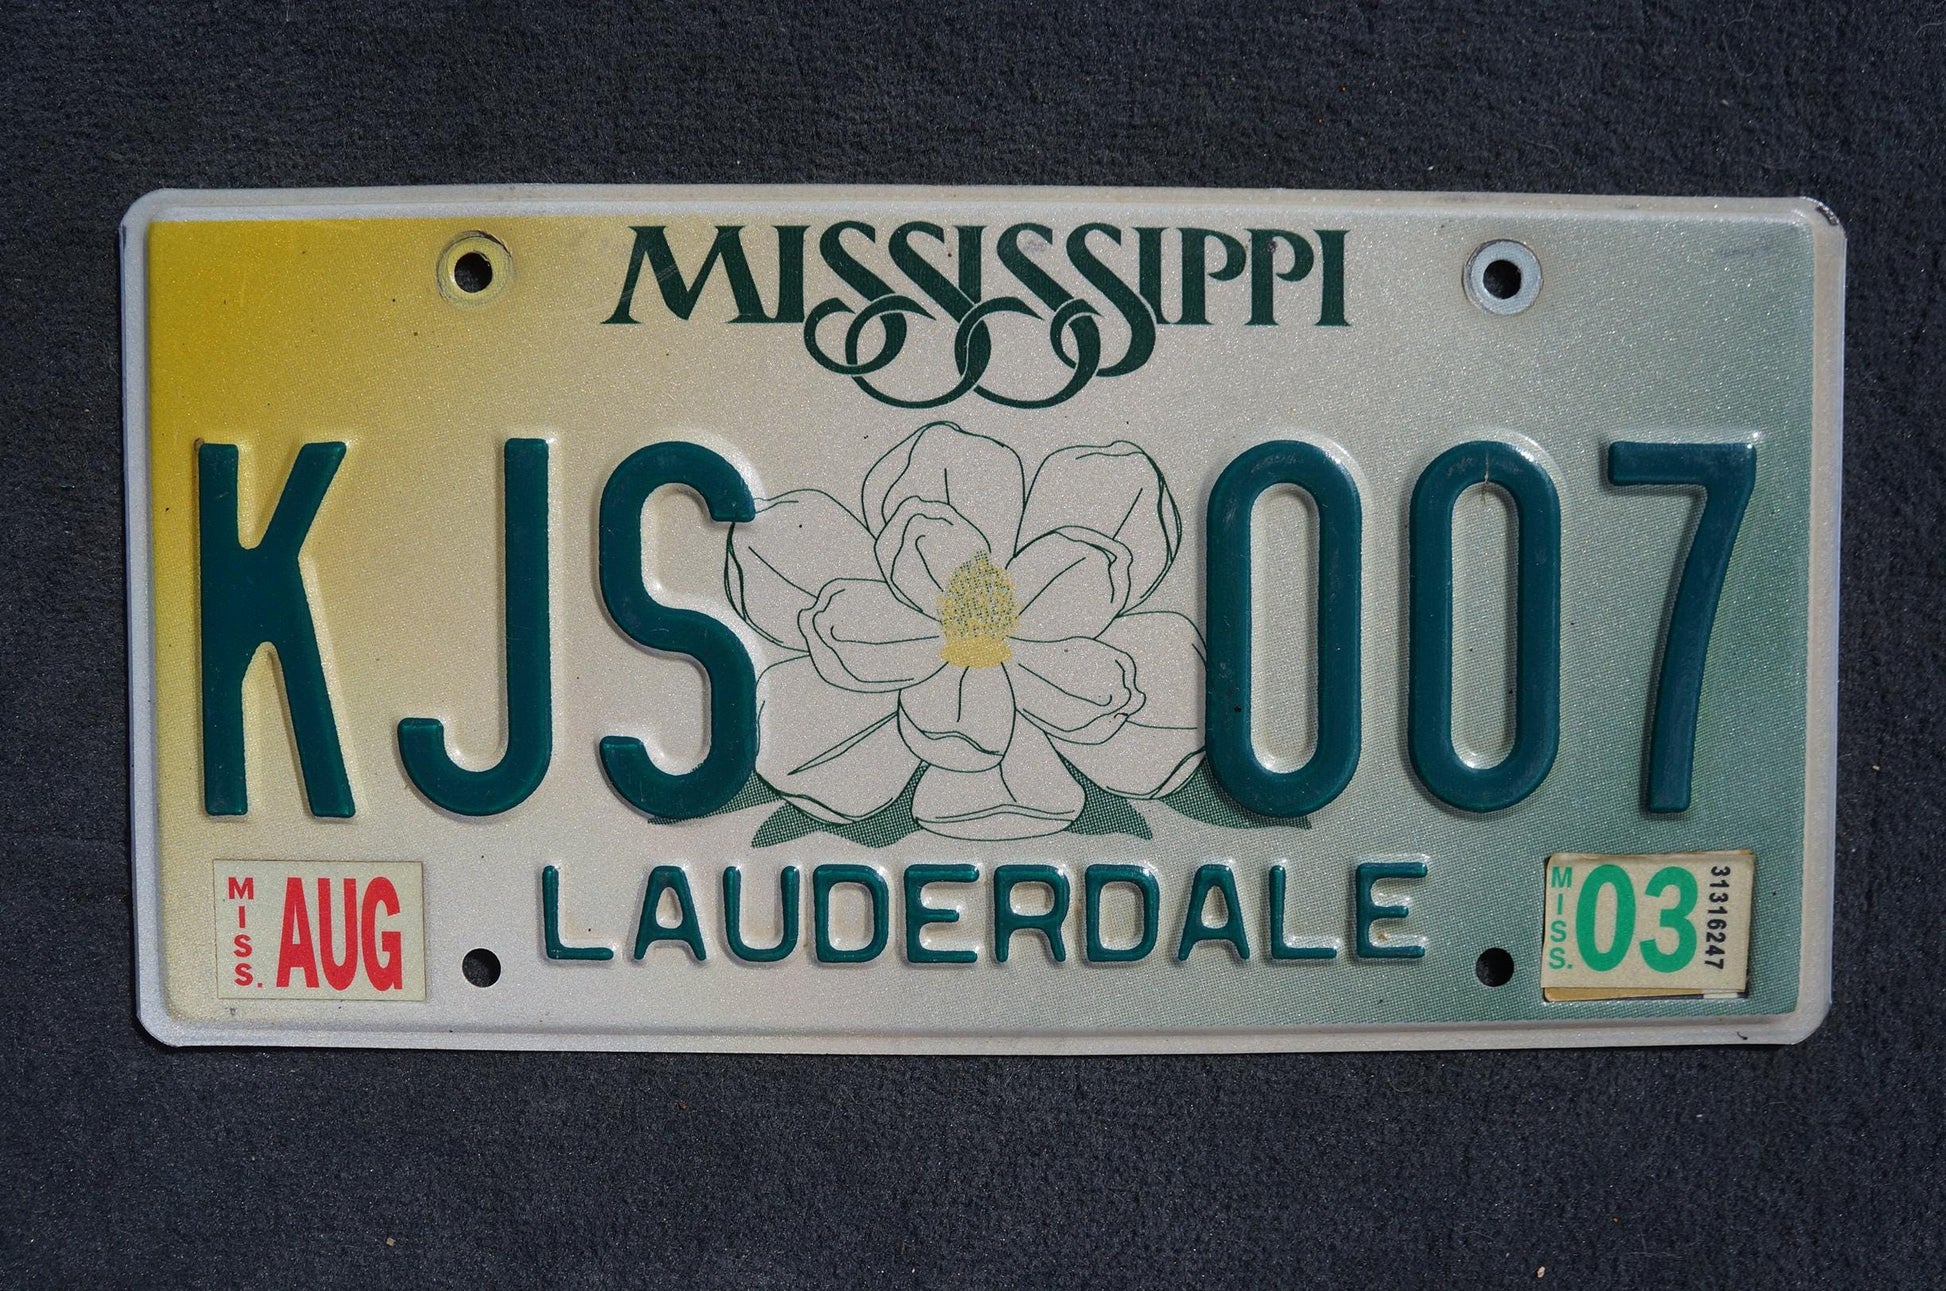 MISSISSIPPI
KJS 007
LAUDERDALE
MISS. AUG
MISS. 03 31316247